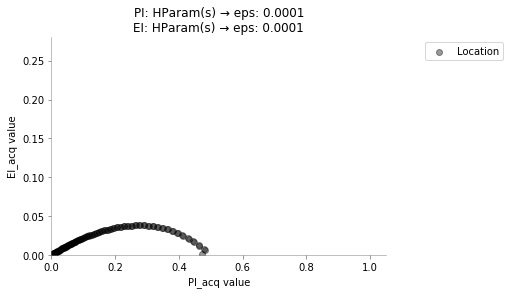 PI: HParam(s) → eps: 0.0001
EI: HParam(s) → eps: 0.0001
Location
EI_acq value
0.25
0.20
0.15
0.10
0.05
0.00
0.0 0.2 0.4 0.6 0.8 1.0
PI_acq value